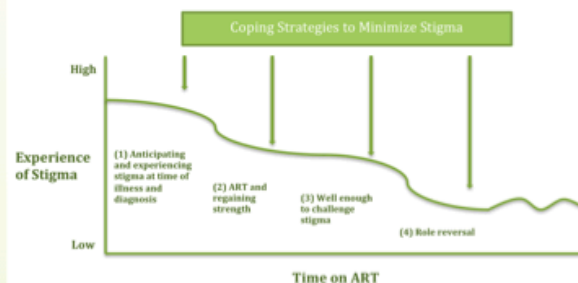 Coping Strategies to Minimize Stigma
High
Experience
of Stigma
Low
(1) Anticipating
and experiencing
stigma at time of
illness and
diagnosis
(2) ART and
regaining
strength
(3) Well enough
to challenge
stigma
(4) Role reversal
Time on ART